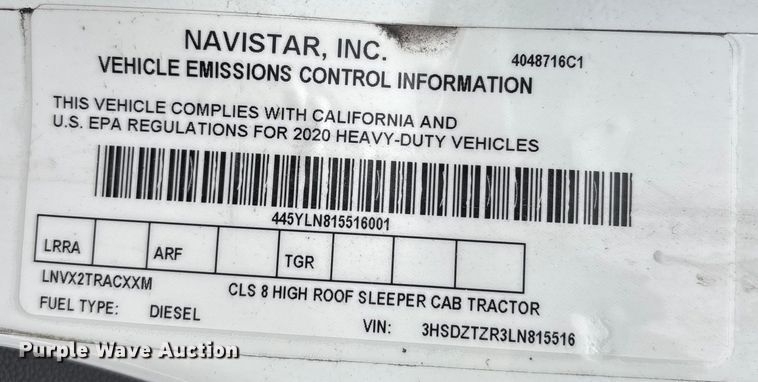 NAVISTAR, INC.
4048716C1
VEHICLE EMISSIONS CONTROL INFORMATION
THIS VEHICLE COMPLIES WITH CALIFORNIA AND
U.S. EPA REGULATIONS FOR 2020 HEAVY-DUTY VEHICLES
445YLN815516001
LRRA ARF TGR
LNVX2TRACXXM
CLS 8 HIGH ROOF SLEEPER CAB TRACTOR
FUEL TYPE: DIESEL
VIN: 3HSDZTZR3LN815516
Purple Wave Auction